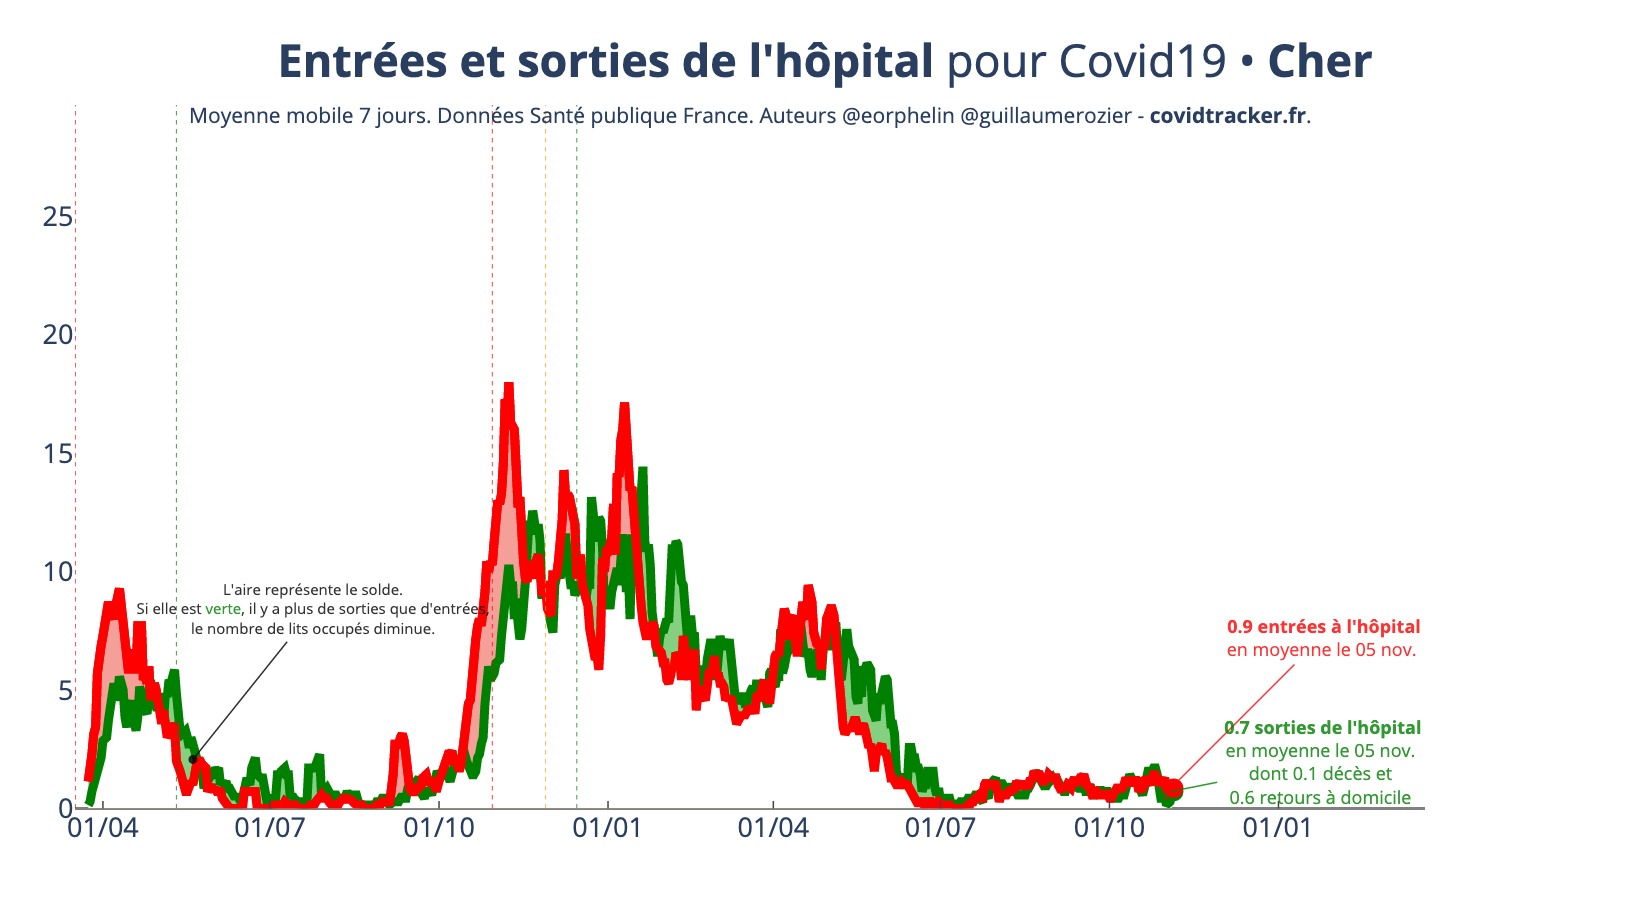 Entrées et sorties de l'hôpital pour Covid19 • Cher
Moyenne mobile 7 jours. Données Santé publique France. Auteurs @eorphelin @guillaumerozier - covidtracker.fr.
25
20
15
10
5
0
L'aire représente le solde.
Si elle est verte, il y a plus de sorties que d'entrées,
le nombre de lits occupés diminue.
0.9 entrées à l'hôpital
en moyenne le 05 nov.
0.7 sorties de l'hôpital
en moyenne le 05 nov.
dont 0.1 décès et
0.6 retours à domicile
01/04 01/07 01/10 01/01 01/04 01/07 01/10 01/01